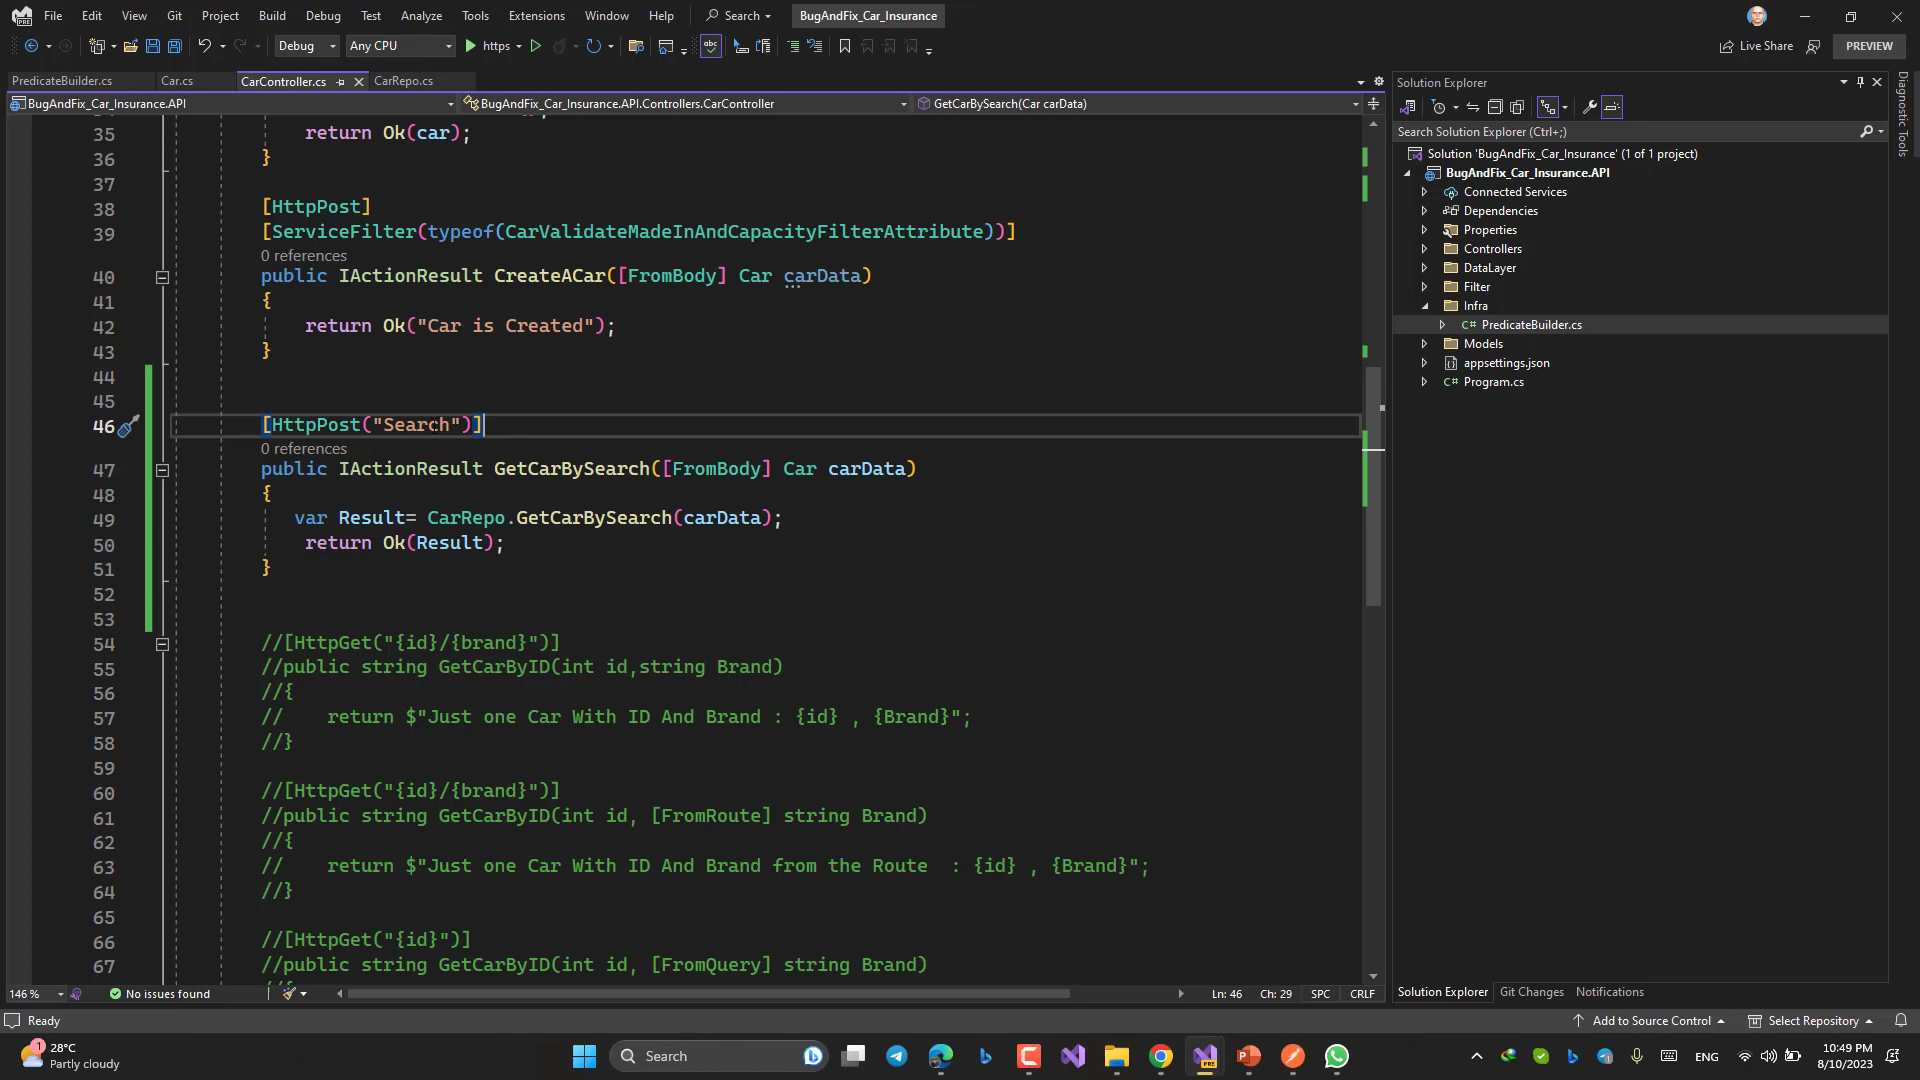 File Edit View Git Project Build Debug Test Analyze Tools Extensions Window Help Search BugAndFix_Car_Insurance
Debug Any CPU https Live Share PREVIEW
PredicateBuilder.cs Car.cs CarController.cs CarRepo.cs
BugAndFix_Car_Insurance.API BugAndFix_Car_Insurance.API.Controllers.CarController GetCarBySearch(Car carData)
35 return Ok(car);
36 }
37
38 [HttpPost]
39 [ServiceFilter(typeof(CarValidateMadeInAndCapacityFilterAttribute))]
0 references
40 public IActionResult CreateACar([FromBody] Car carData)
41 {
42 return Ok("Car is Created");
43 }
44
45
46 [HttpPost("Search")]
0 references
47 public IActionResult GetCarBySearch([FromBody] Car carData)
48 {
49 var Result= CarRepo.GetCarBySearch(carData);
50 return Ok(Result);
51 }
52
53
54 //[HttpGet("{id}/{brand}")]
55 //public string GetCarByID(int id,string Brand)
56 //{
57 // return $"Just one Car With ID And Brand : {id} , {Brand}";
58 //}
59
60 //[HttpGet("{id}/{brand}")]
61 //public string GetCarByID(int id, [FromRoute] string Brand)
62 //{
63 // return $"Just one Car With ID And Brand from the Route  : {id} , {Brand}";
64 //}
65
66 //[HttpGet("{id}")]
67 //public string GetCarByID(int id, [FromQuery] string Brand)
146 % No issues found Ln: 46 Ch: 29 SPC CRLF
Solution Explorer
Search Solution Explorer (Ctrl+;)
Solution 'BugAndFix_Car_Insurance' (1 of 1 project)
BugAndFix_Car_Insurance.API
Connected Services
Dependencies
Properties
Controllers
DataLayer
Filter
Infra
C# PredicateBuilder.cs
Models
appsettings.json
C# Program.cs
Solution Explorer Git Changes Notifications
Diagnostic Tools
Ready Add to Source Control Select Repository
1 28°C
Partly cloudy
Search
ENG
10:49 PM
8/10/2023